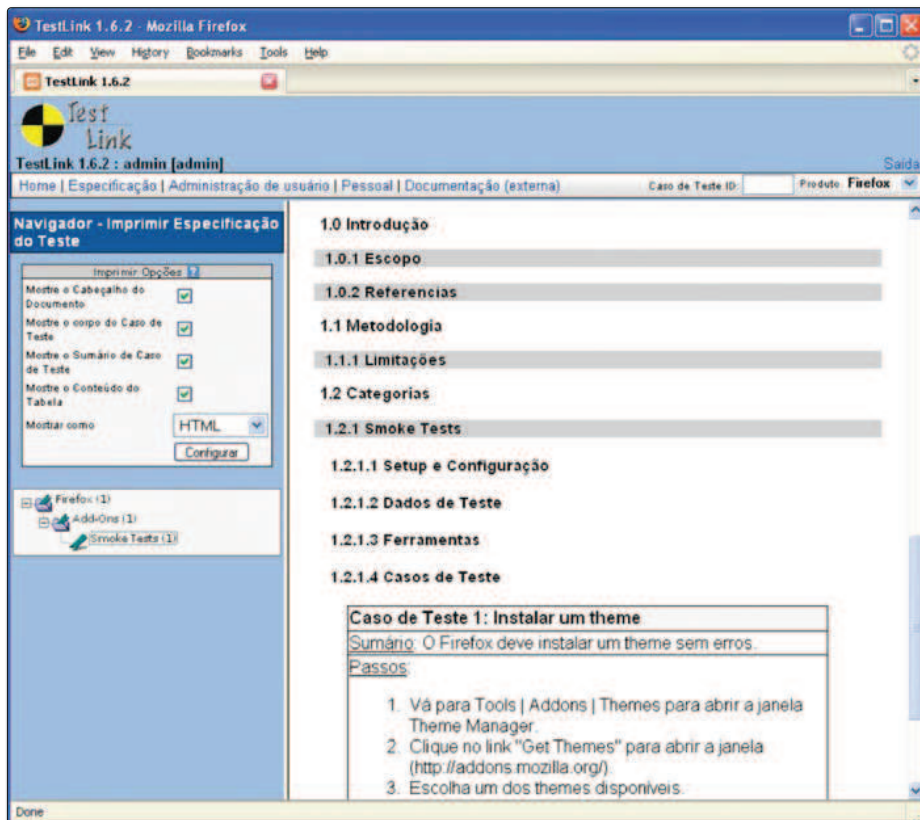 TestLink 1.6.2 - Mozilla Firefox
File Edit View History Bookmarks Tools Help
TestLink 1.6.2
Test
Link
TestLink 1.6.2 : admin [admin]
Saída
Home | Especificação | Administração de usuário | Pessoal | Documentação (externa) Caso de Teste ID: Produto Firefox
Navigador - Imprimir Especificação
do Teste
Imprimir Opções ?
Mostre o Cabeçalho do
Documento
Mostre o corpo do Caso de
Teste
Mostre o Sumário de Caso
de Teste
Mostre o Conteúdo do
Tabela
Mostrar como HTML
Configurar
Firefox (1)
Add-Ons (1)
Smoke Tests (1)
1.0 Introdução
1.0.1 Escopo
1.0.2 Referencias
1.1 Metodologia
1.1.1 Limitações
1.2 Categorias
1.2.1 Smoke Tests
1.2.1.1 Setup e Configuração
1.2.1.2 Dados de Teste
1.2.1.3 Ferramentas
1.2.1.4 Casos de Teste
Caso de Teste 1: Instalar um theme
Sumário: O Firefox deve instalar um theme sem erros.
Passos:
1. Vá para Tools | Addons | Themes para abrir a janela
Theme Manager.
2. Clique no link "Get Themes" para abrir a janela
(http://addons.mozilla.org/).
3. Escolha um dos themes disponíveis.
Done